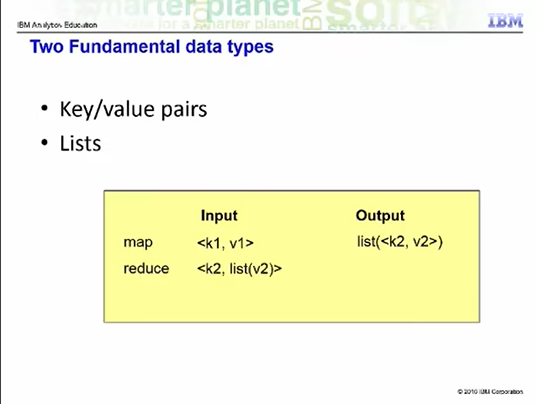 IBM Analytics Education
IBM
Two Fundamental data types
• Key/value pairs
• Lists
Input Output
map <k1, v1> list(<k2, v2>)
reduce <k2, list(v2)>
© 2010 IBM Corporation